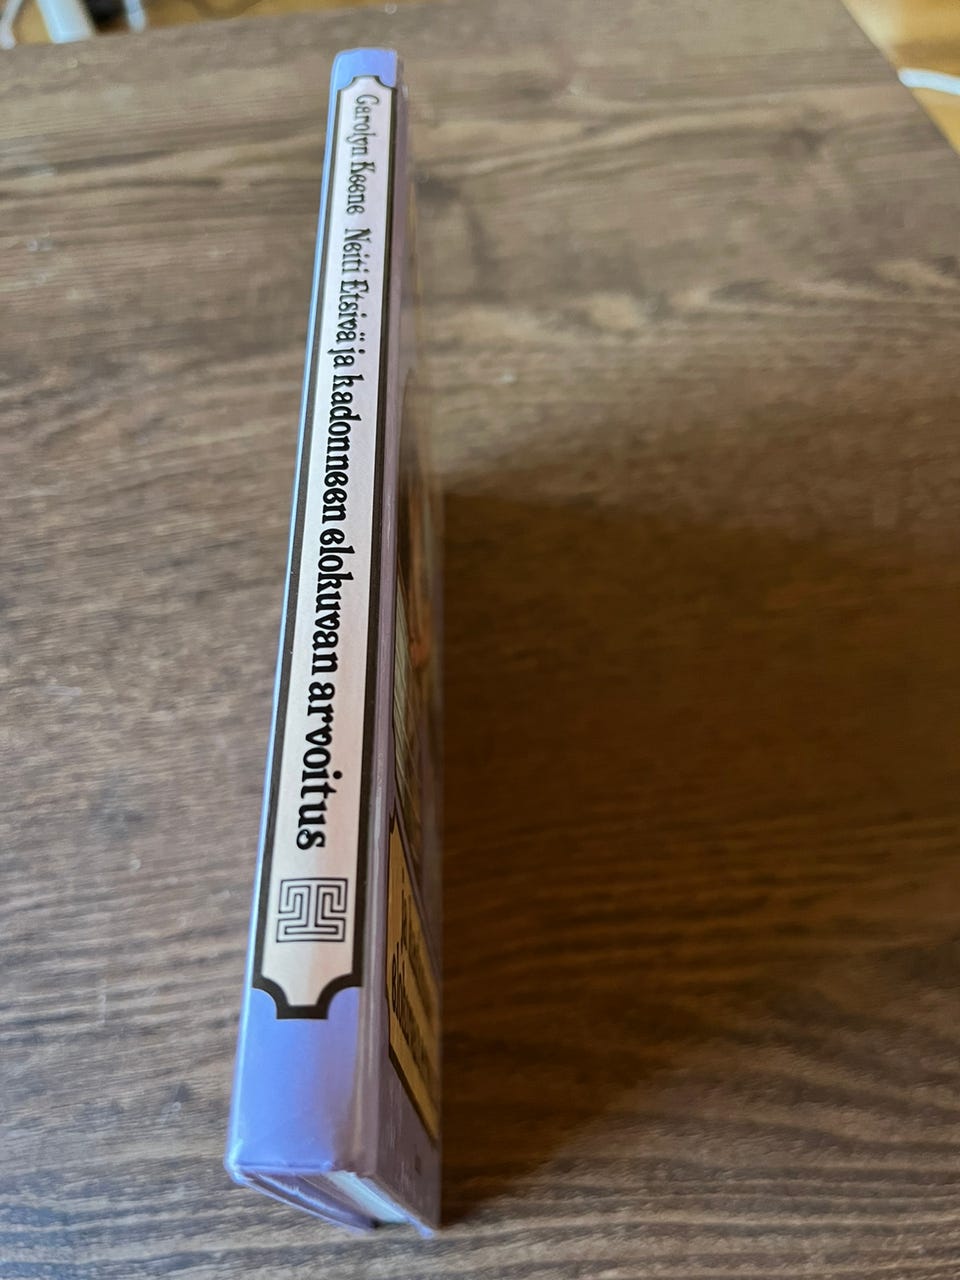 Carolyn Keene Neiti Etsivä ja kadonneen elokuvan arvoitus